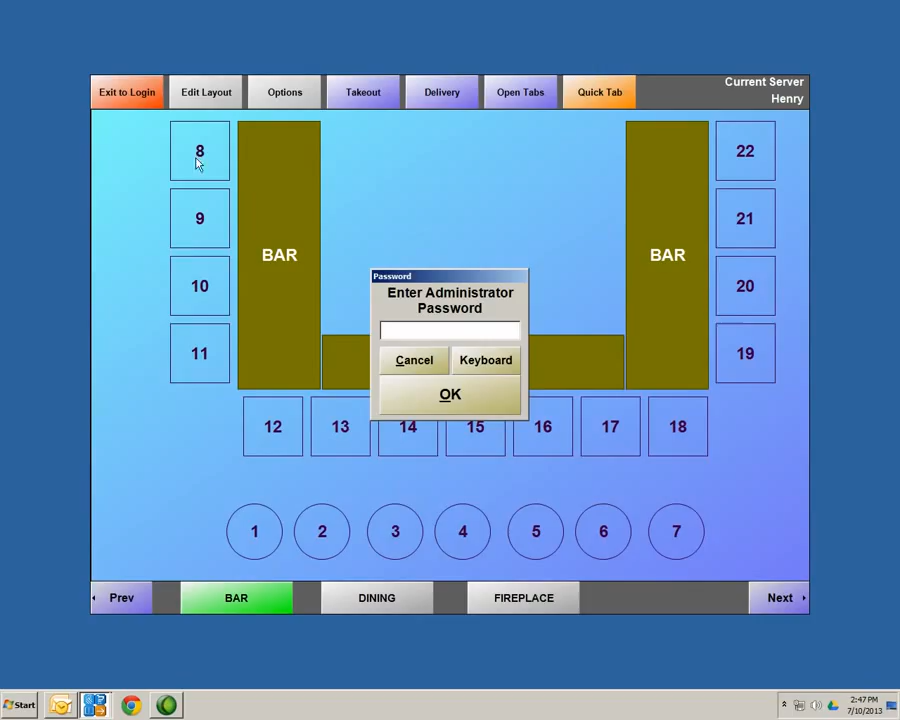 Exit to Login
Edit Layout
Options
Takeout
Delivery
Open Tabs
Quick Tab
Current Server
Henry
8
9
10
11
BAR
BAR
22
21
20
19
Password
Enter Administrator
Password
Cancel
Keyboard
OK
12
13
14
15
16
17
18
1
2
3
4
5
6
7
Prev
BAR
DINING
FIREPLACE
Next
Start
2:47 PM
7/10/2013